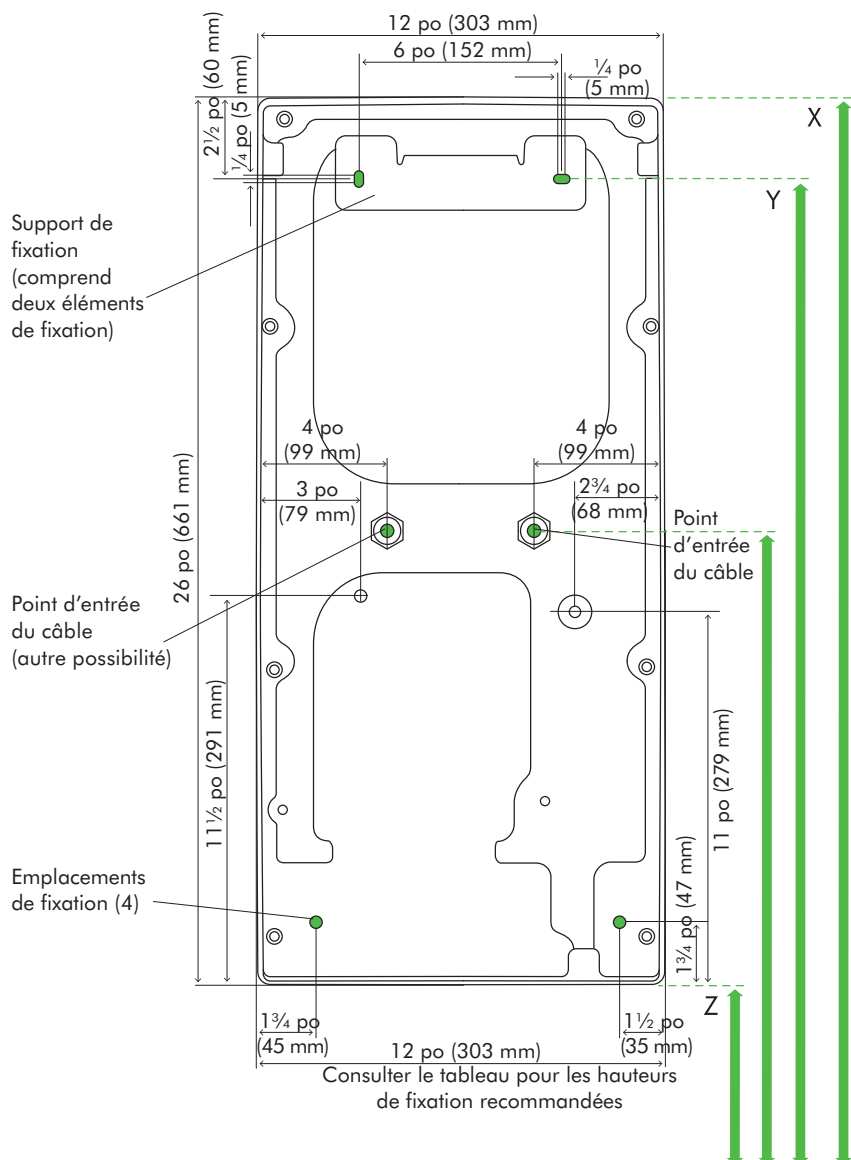 12 po (303 mm)
6 po (152 mm)
¼ po
(5 mm)
2½ po (60 mm)
¼ po (5 mm)
X
Y
Support de
fixation
(comprend
deux éléments
de fixation)
4 po
(99 mm)
4 po
(99 mm)
3 po
(79 mm)
2¾ po
(68 mm)
Point
d’entrée
du câble
26 po (661 mm)
Point d’entrée
du câble
(autre possibilité)
11½ po (291 mm)
11 po (279 mm)
1¾ po (47 mm)
Emplacements
de fixation (4)
Z
1¾ po
(45 mm)
1½ po
(35 mm)
12 po (303 mm)
Consulter le tableau pour les hauteurs
de fixation recommandées